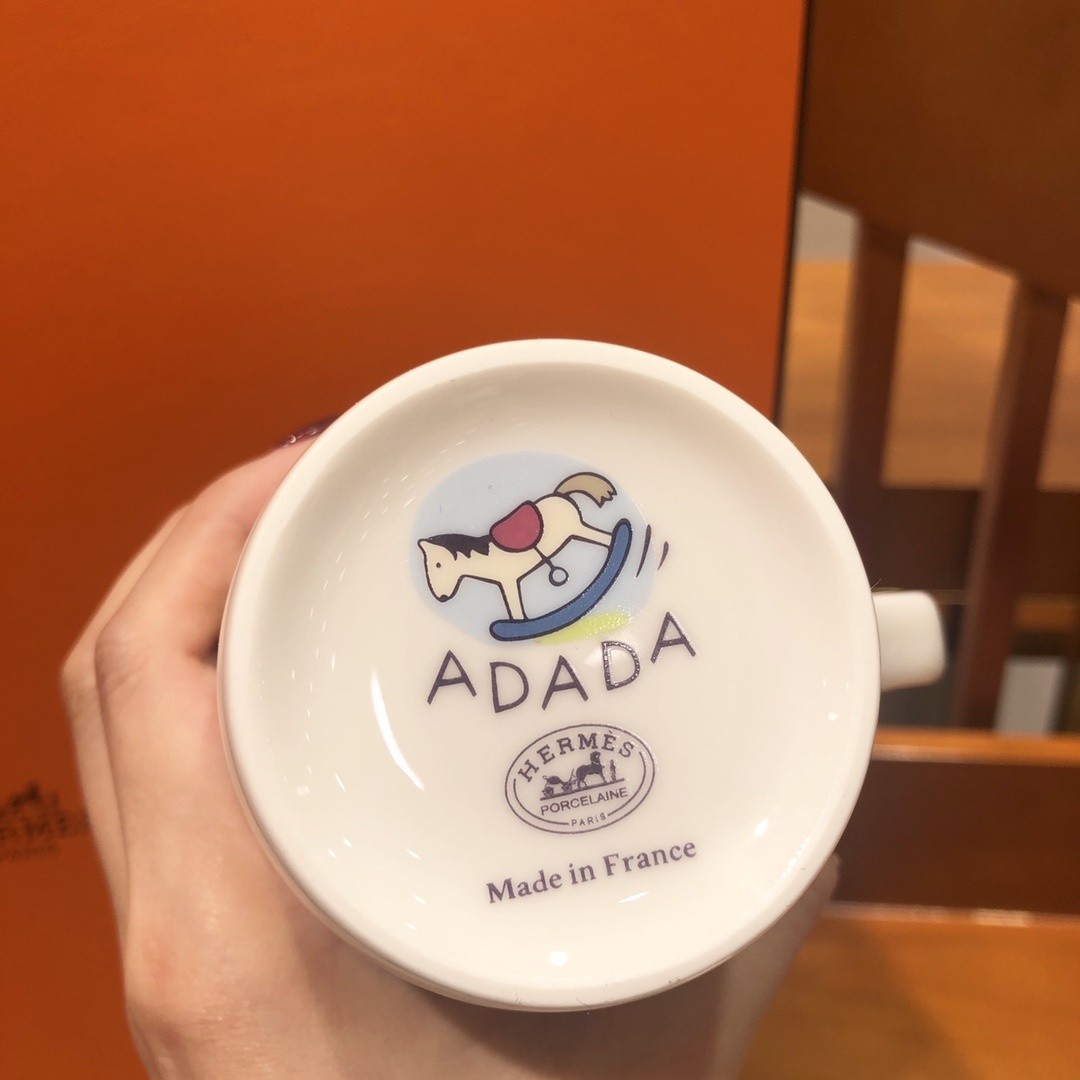 ADADA
HERMÈS
PORCELAINE
PARIS
Made in France